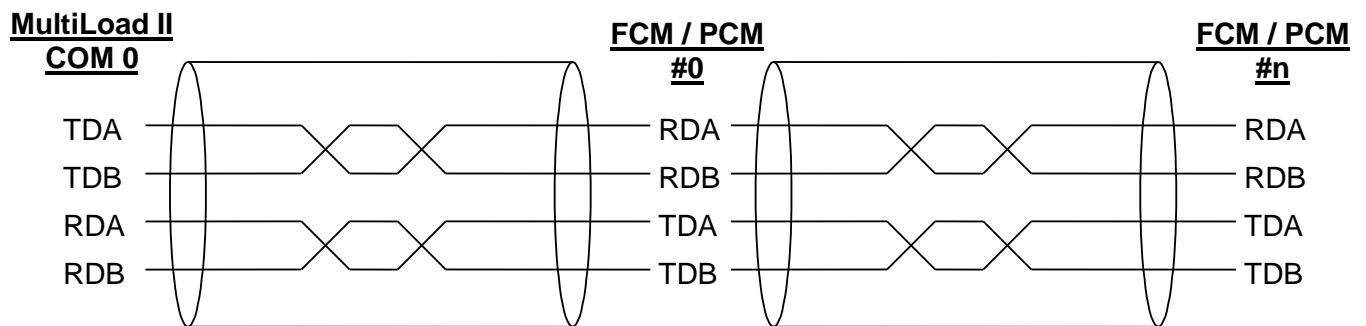 MultiLoad II
COM 0
FCM / PCM
#0
FCM / PCM
#n
TDA RDA RDA
TDB RDB RDB
RDA TDA TDA
RDB TDB TDB